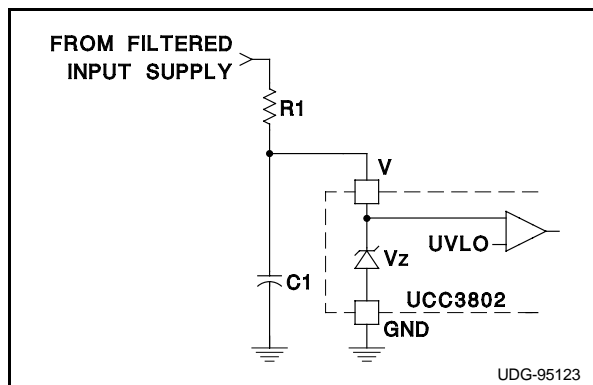 FROM FILTERED
INPUT SUPPLY
R1
V
UVLO
Vz
C1
UCC3802
GND
UDG-95123